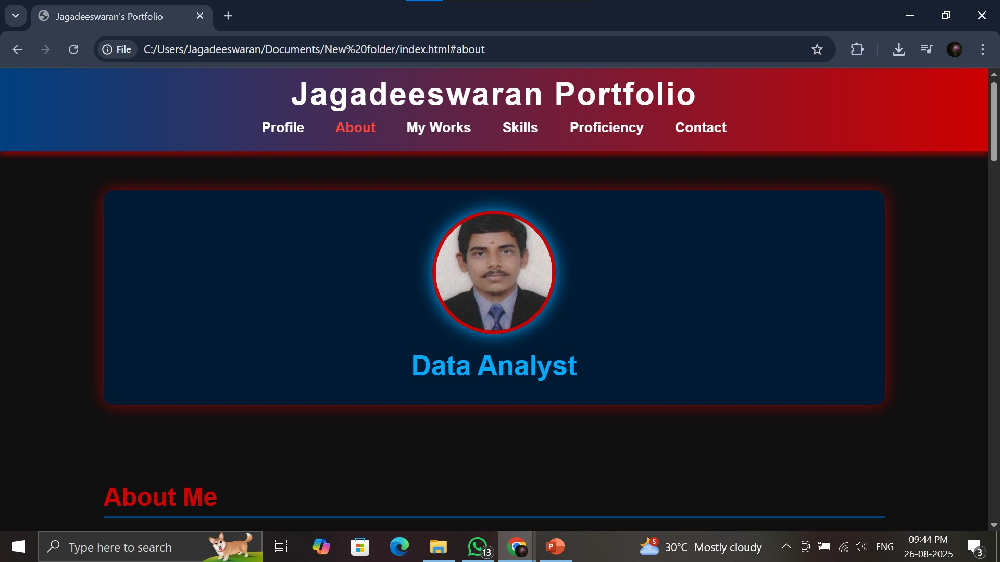 Jagadeeswaran's Portfolio
File C:/Users/Jagadeeswaran/Documents/New%20folder/index.html#about
Jagadeeswaran Portfolio
Profile About My Works Skills Proficiency Contact
Data Analyst
About Me
Type here to search 13 P 5 30°C Mostly cloudy ENG 09:44 PM 3
26-08-2025